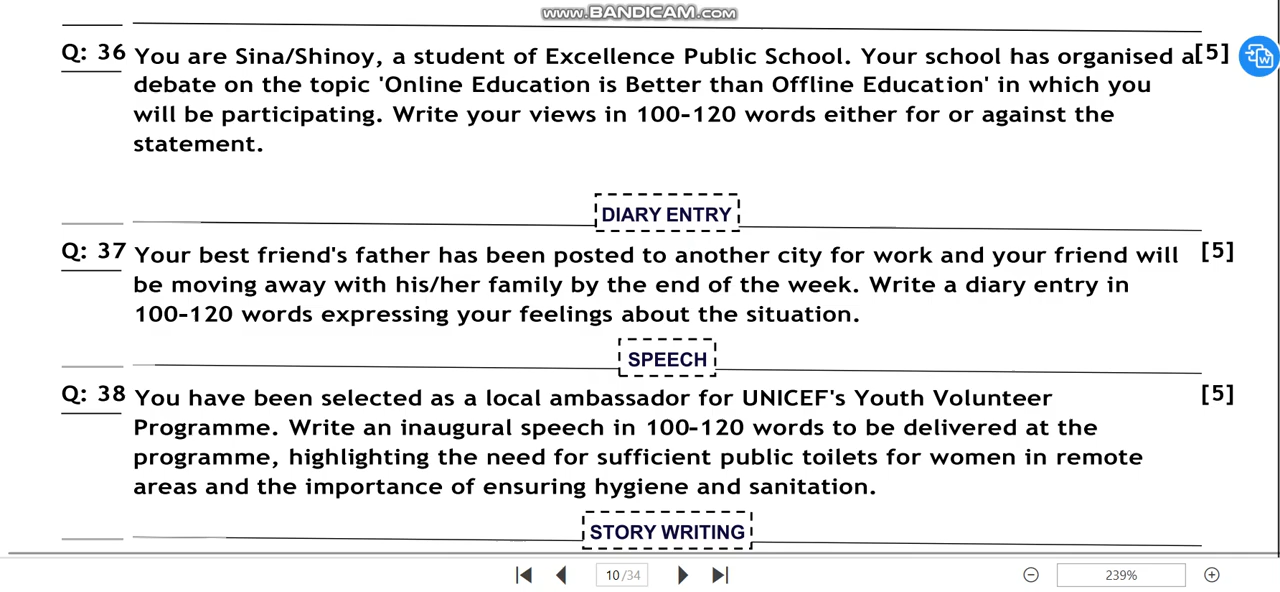 www.BANDICAM.com
Q: 36 You are Sina/Shinoy, a student of Excellence Public School. Your school has organised a[5]
debate on the topic 'Online Education is Better than Offline Education' in which you
will be participating. Write your views in 100-120 words either for or against the
statement.
DIARY ENTRY
Q: 37 Your best friend's father has been posted to another city for work and your friend will [5]
be moving away with his/her family by the end of the week. Write a diary entry in
100-120 words expressing your feelings about the situation.
SPEECH
Q: 38 You have been selected as a local ambassador for UNICEF's Youth Volunteer [5]
Programme. Write an inaugural speech in 100-120 words to be delivered at the
programme, highlighting the need for sufficient public toilets for women in remote
areas and the importance of ensuring hygiene and sanitation.
STORY WRITING
10/34
239%